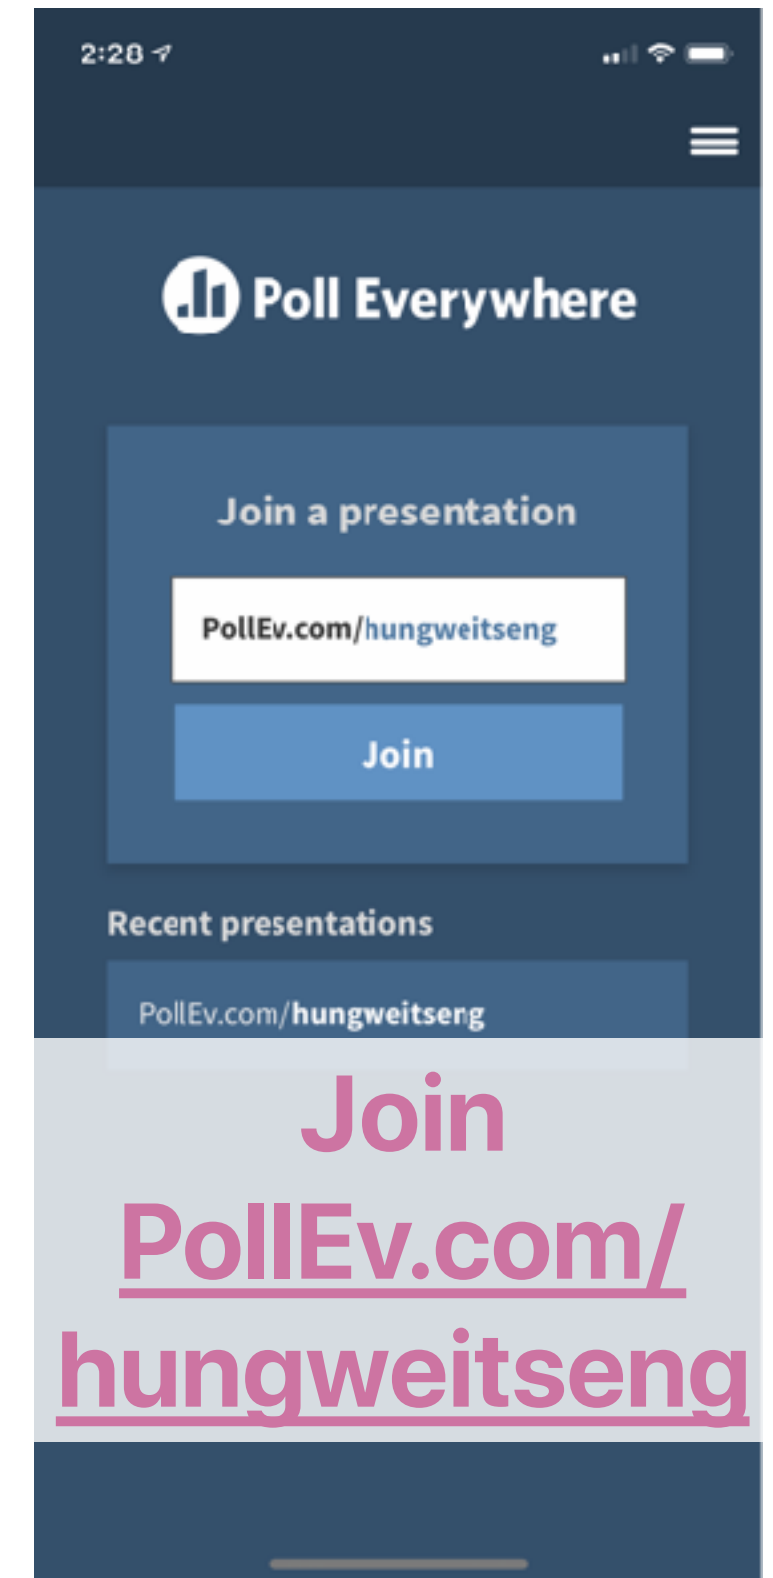 2:28
Poll Everywhere
Join a presentation
PollEv.com/hungweitseng
Join
Recent presentations
PollEv.com/hungweitseng
Join
PollEv.com/
hungweitseng